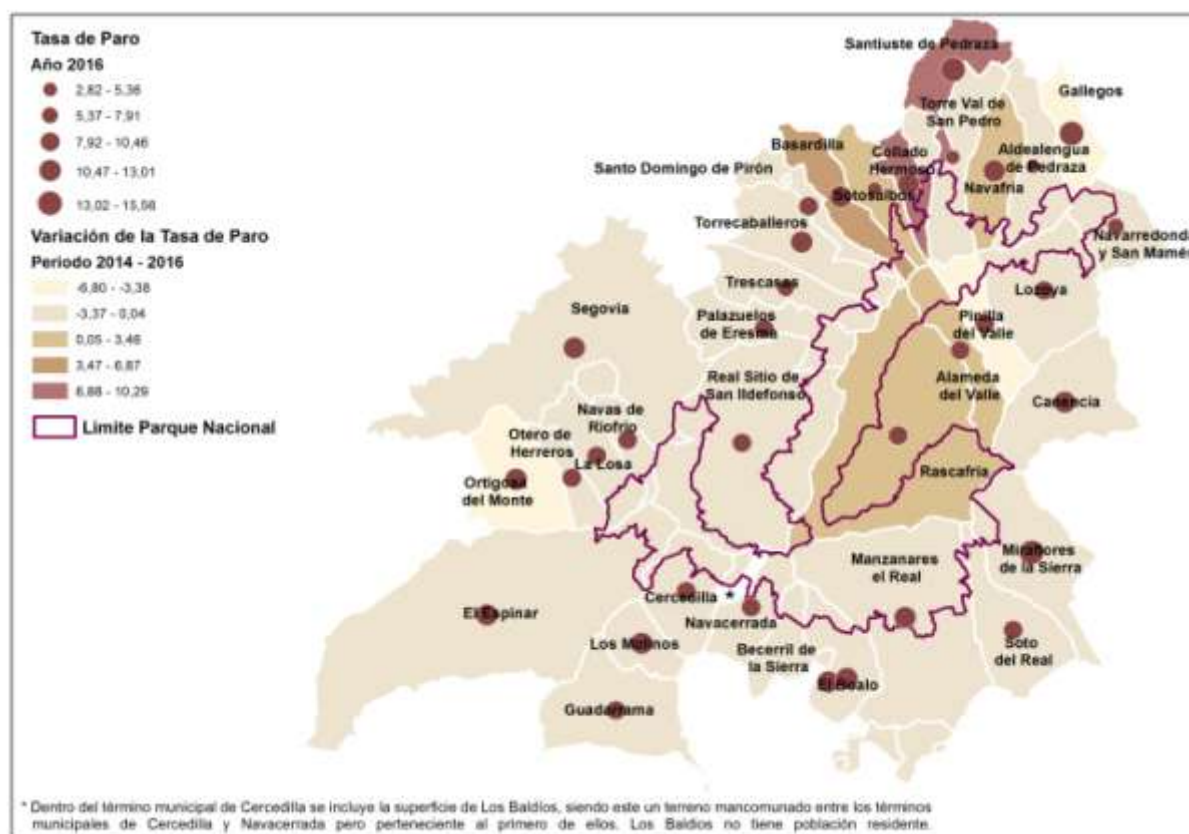 Tasa de Paro
Año 2016
2,82 - 5,36
5,37 - 7,91
7,92 - 10,46
10,47 - 13,01
13,02 - 15,56
Variación de la Tasa de Paro
Periodo 2014 - 2016
-6,80 - -3,38
-3,37 - 0,04
0,05 - 3,46
3,47 - 6,87
6,88 - 10,29
Limite Parque Nacional
Santiuste de Pedraza
Gallegos
Torre Val de
San Pedro
Basardilla
Collado
Hermoso
Aldealengua
de Pedraza
Santo Domingo de Pirón
Sotosalbos
Navafria
Torrecaballeros
Navarredonda
y San Mamés
Trescasas
Lozoya
Segovia
Palazuelos
de Eresma
Pinilla
del Valle
Real Sitio de
San Ildefonso
Alameda
del Valle
Canencia
Navas de
Riofrio
Otero de
Herreros
La Losa
Rascafría
Ortigosa
del Monte
Manzanares
el Real
Miraflores
de la Sierra
Cercedilla *
El Espinar
Navacerrada
Los Molinos
Becerril de
la Sierra
Soto
del Real
El Boalo
Guadarrama
* Dentro del término municipal de Cercedilla se incluye la superficie de Los Baldíos, siendo este un terreno mancomunado entre los términos
municipales de Cercedilla y Navacerrada pero perteneciente al primero de ellos. Los Baldíos no tiene población residente.